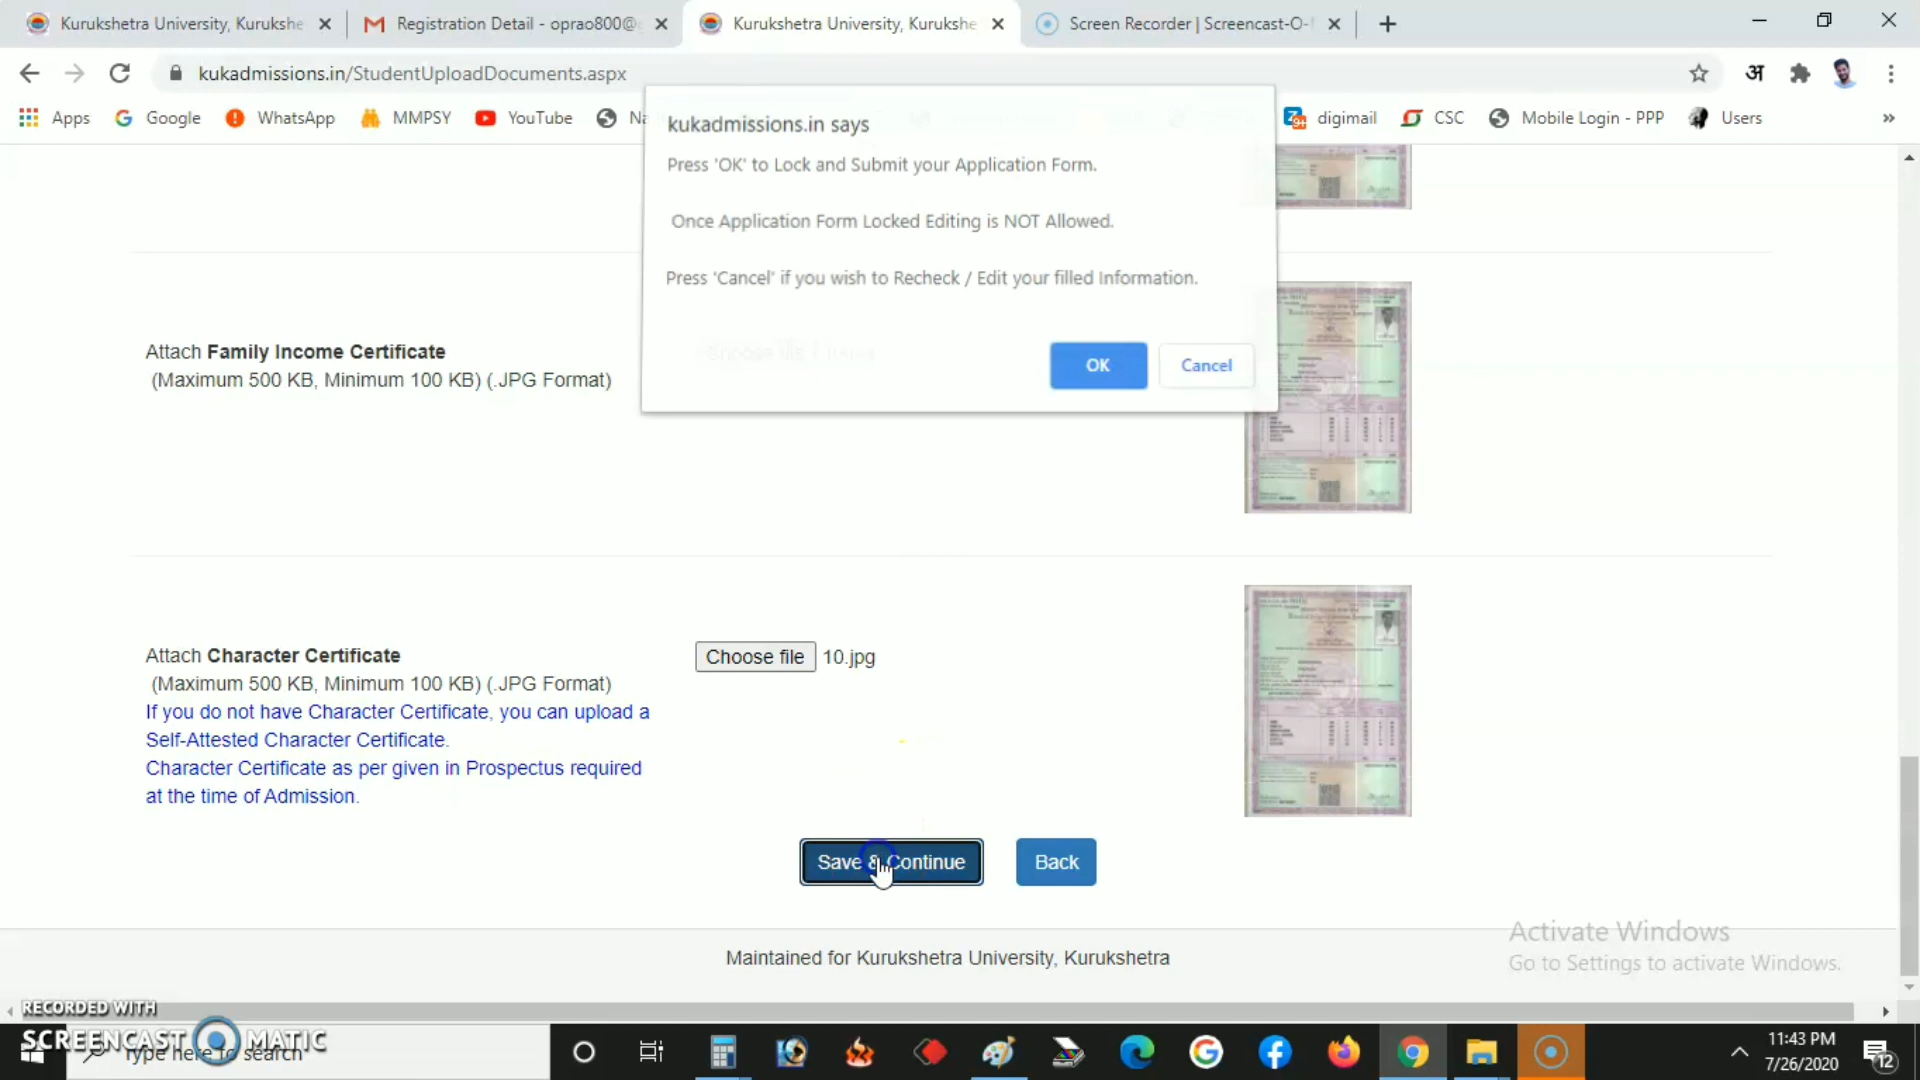 Kurukshetra University, Kurukshe
Registration Detail - oprao800@
Kurukshetra University, Kurukshe
Screen Recorder | Screencast-O-
kukadmissions.in/StudentUploadDocuments.aspx
अ
Apps
Google
WhatsApp
MMPSY
YouTube
digimail
CSC
Mobile Login - PPP
Users
kukadmissions.in says
Press 'OK' to Lock and Submit your Application Form.
Once Application Form Locked Editing is NOT Allowed.
Press 'Cancel' if you wish to Recheck / Edit your filled Information.
OK
Cancel
Attach Family Income Certificate
(Maximum 500 KB, Minimum 100 KB) (.JPG Format)
Attach Character Certificate
(Maximum 500 KB, Minimum 100 KB) (.JPG Format)
If you do not have Character Certificate, you can upload a
Self-Attested Character Certificate.
Character Certificate as per given in Prospectus required
at the time of Admission.
Choose file 10.jpg
Save & Continue
Back
Maintained for Kurukshetra University, Kurukshetra
Activate Windows
Go to Settings to activate Windows.
RECORDED WITH
SCREENCAST MATIC
Type here to search
11:43 PM
7/26/2020
12